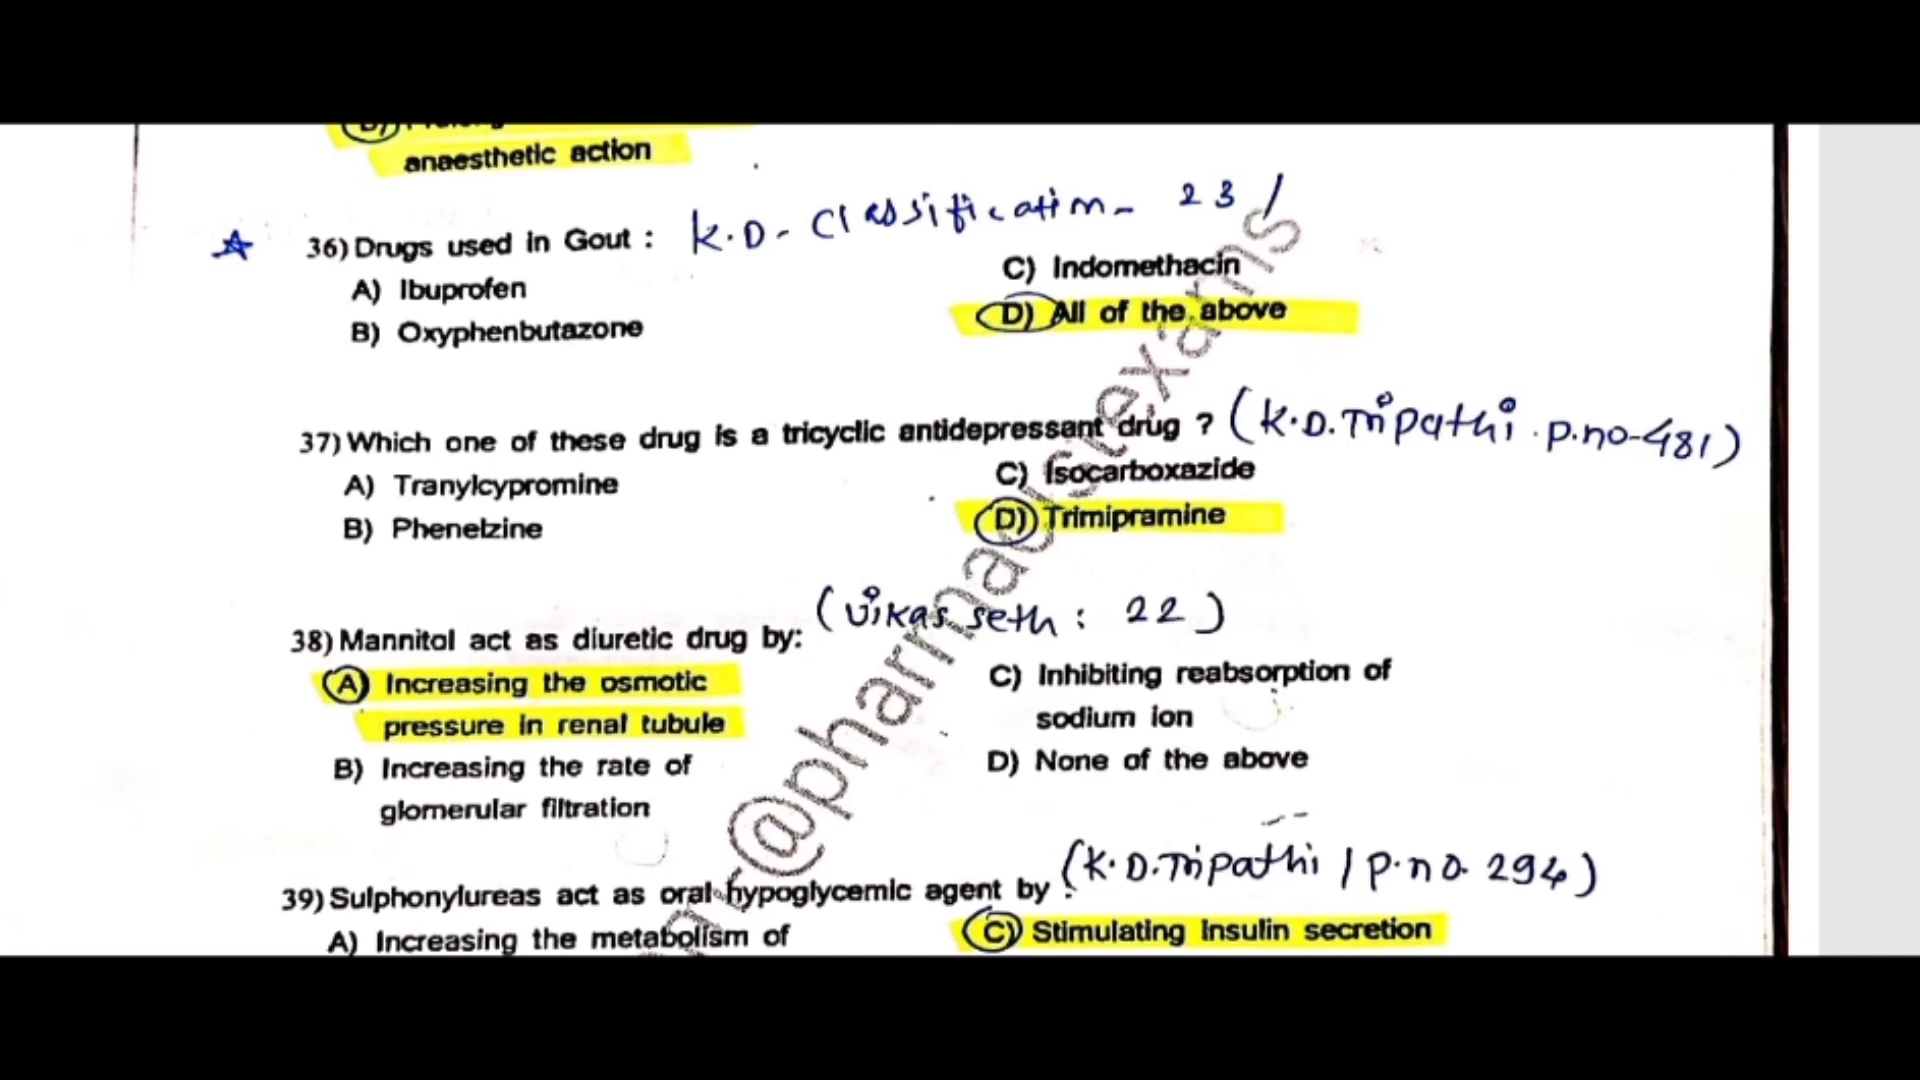 anaesthetic action
36) Drugs used in Gout : K.D- Classification- 23/
A) Ibuprofen
B) Oxyphenbutazone
C) Indomethacin
D) All of the above
37) Which one of these drug is a tricyclic antidepressant drug ? (K.D.Tripathi.p.no-481)
A) Tranylcypromine
B) Phenelzine
C) Isocarboxazide
D) Trimipramine
38) Mannitol act as diuretic drug by: (Vikas seth: 22)
A) Increasing the osmotic
pressure in renal tubule
B) Increasing the rate of
glomerular filtration
C) Inhibiting reabsorption of
sodium ion
D) None of the above
39) Sulphonylureas act as oral hypoglycemic agent by : (K.D.Tripathi / p.no. 294)
A) Increasing the metabolism of
C) Stimulating Insulin secretion